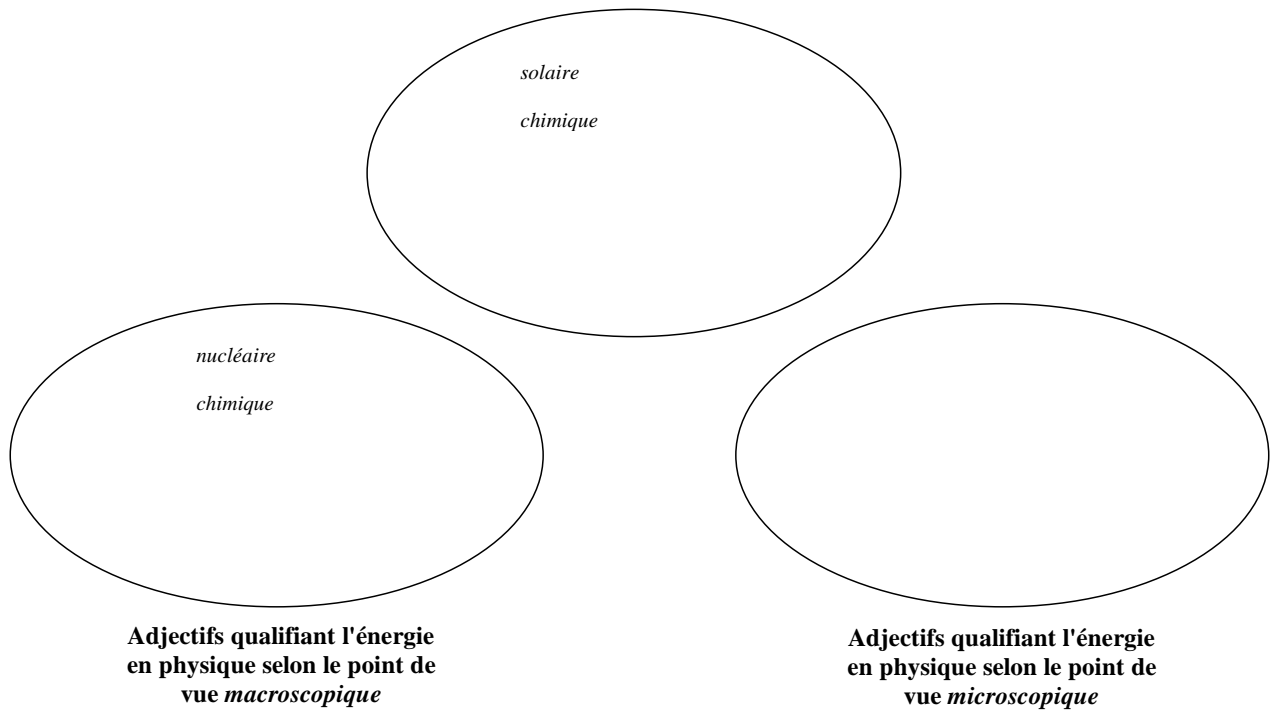 solaire
chimique
nucléaire
chimique
Adjectifs qualifiant l'énergie
en physique selon le point de
vue macroscopique
Adjectifs qualifiant l'énergie
en physique selon le point de
vue microscopique